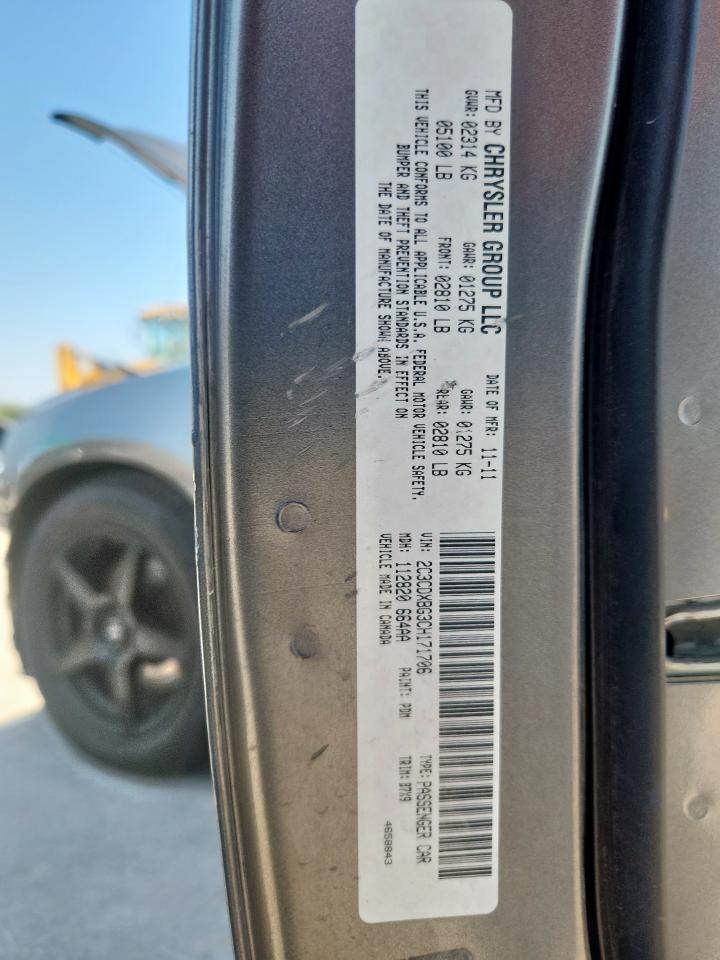 MFD BY CHRYSLER GROUP LLC DATE OF MFR: 11-11
GVWR: 02314 KG GAWR: 01275 KG GAWR: 01275 KG
05100 LB FRONT: 02810 LB REAR: 02810 LB
THIS VEHICLE CONFORMS TO ALL APPLICABLE U.S.A. FEDERAL MOTOR VEHICLE SAFETY,
BUMPER AND THEFT PREVENTION STANDARDS IN EFFECT ON
THE DATE OF MANUFACTURE SHOWN ABOVE.
VIN: 2C3CDXBG3CH171706 TYPE: PASSENGER CAR
MDH: 112820 664AA PAINT: PDM TRIM: B7X9
VEHICLE MADE IN CANADA 4658843